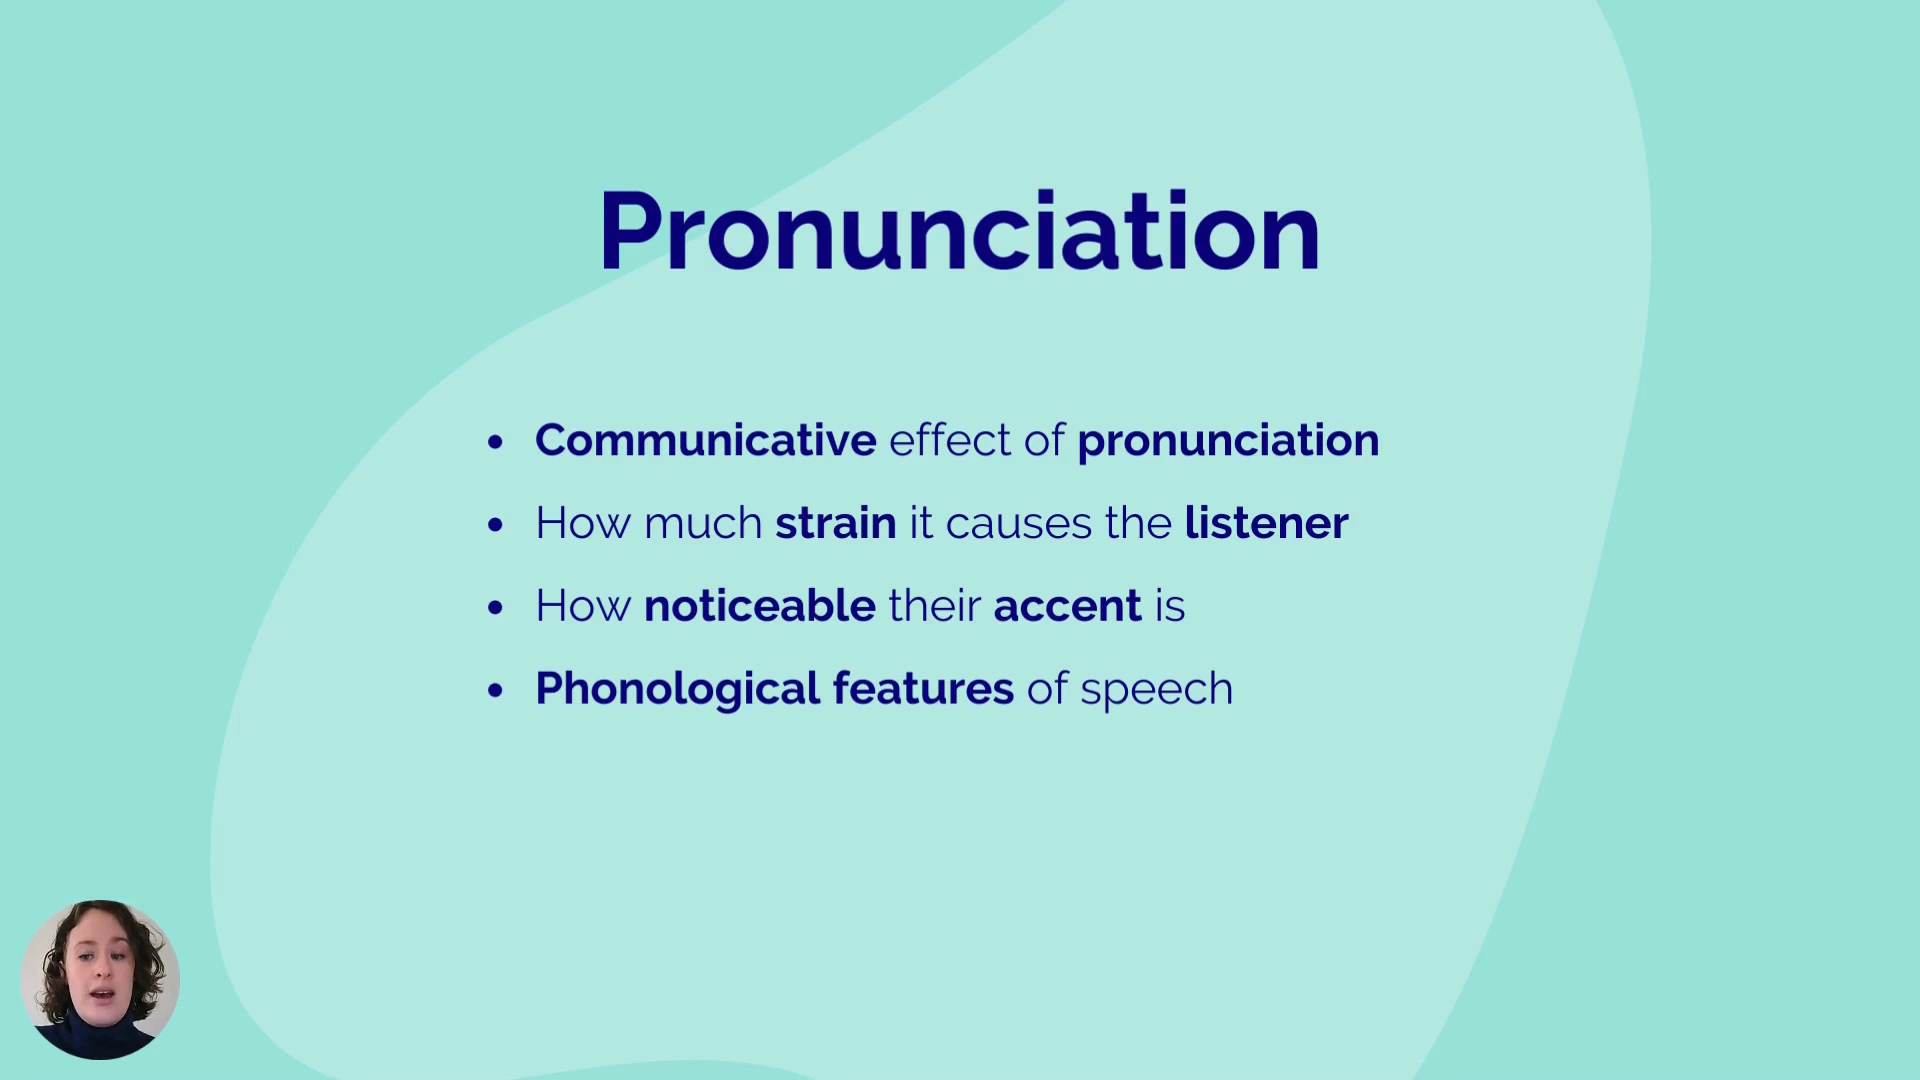 Pronunciation
• Communicative effect of pronunciation
• How much strain it causes the listener
• How noticeable their accent is
• Phonological features of speech